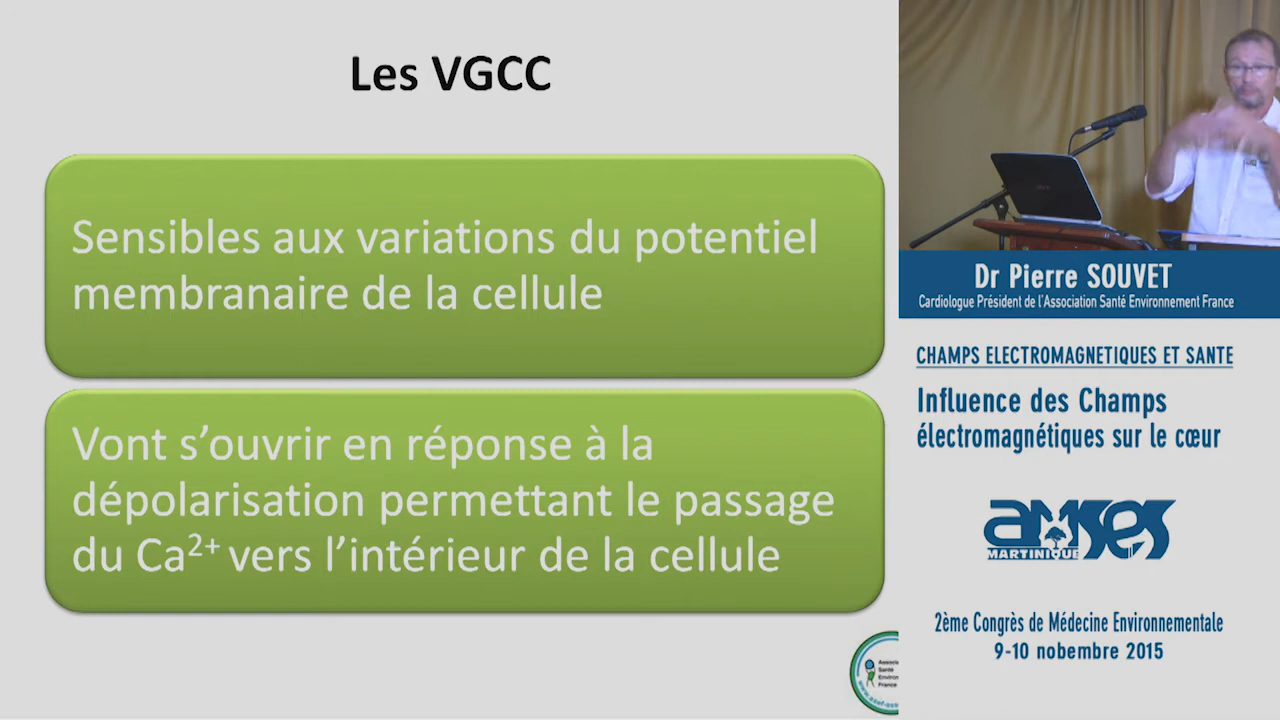 Les VGCC
Sensibles aux variations du potentiel
membranaire de la cellule
Vont s’ouvrir en réponse à la
dépolarisation permettant le passage
du Ca²⁺ vers l’intérieur de la cellule
Dr Pierre SOUVET
Cardiologue Président de l’Association Santé Environnement France
CHAMPS ELECTROMAGNETIQUES ET SANTE
Influence des Champs
électromagnétiques sur le cœur
AMSES
MARTINIQUE
2ème Congrès de Médecine Environnementale
9-10 nobembre 2015
Santé
France